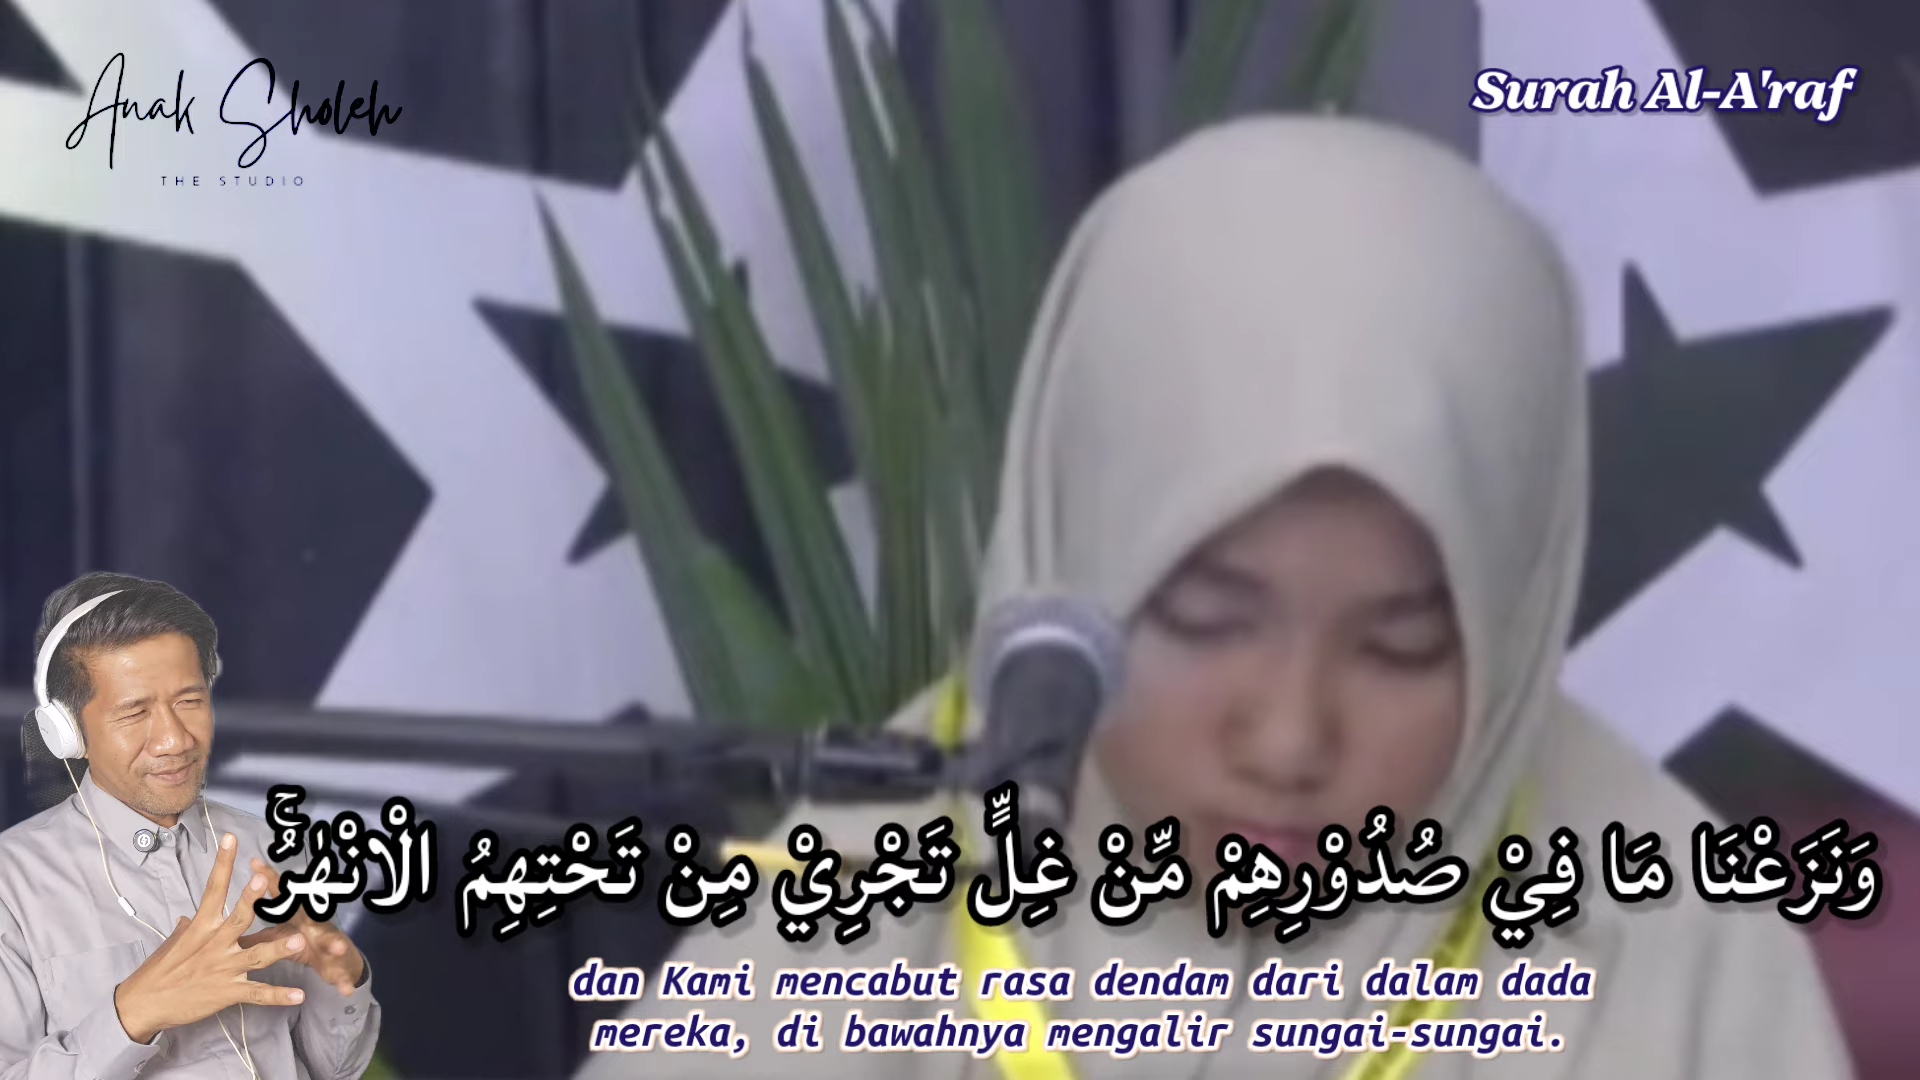 Anak Sholeh
THE STUDIO
Surah Al-A'raf
وَنَزَعْنَا مَا فِيْ صُدُوْرِهِمْ مِّنْ غِلٍّ تَجْرِيْ مِنْ تَحْتِهِمُ الْاَنْهٰرُۚ
dan Kami mencabut rasa dendam dari dalam dada
mereka, di bawahnya mengalir sungai-sungai.